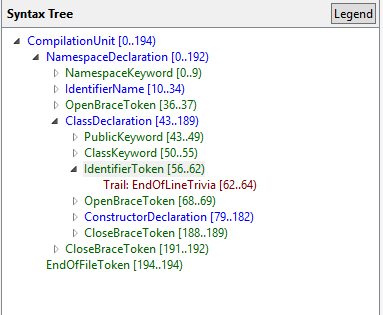 Syntax Tree
Legend
CompilationUnit [0..194)
NamespaceDeclaration [0..192)
NamespaceKeyword [0..9)
IdentifierName [10..34)
OpenBraceToken [36..37)
ClassDeclaration [43..189)
PublicKeyword [43..49)
ClassKeyword [50..55)
IdentifierToken [56..62)
Trail: EndOfLineTrivia [62..64)
OpenBraceToken [68..69)
ConstructorDeclaration [79..182)
CloseBraceToken [188..189)
CloseBraceToken [191..192)
EndOfFileToken [194..194)